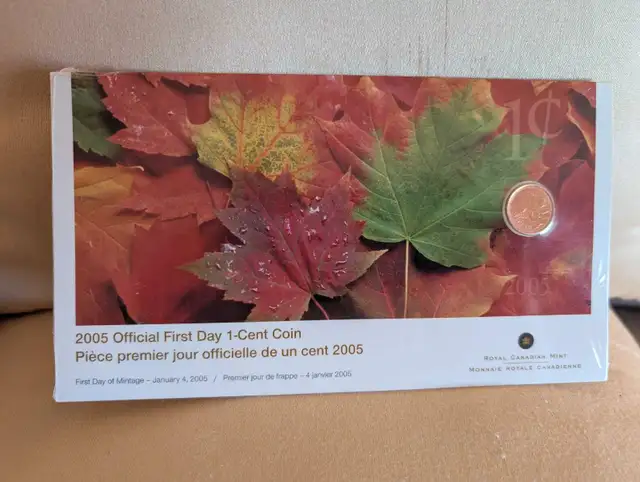 1¢
2005
2005 Official First Day 1-Cent Coin
Pièce premier jour officielle de un cent 2005
First Day of Mintage – January 4, 2005 / Premier jour de frappe – 4 janvier 2005
Royal Canadian Mint
Monnaie royale canadienne